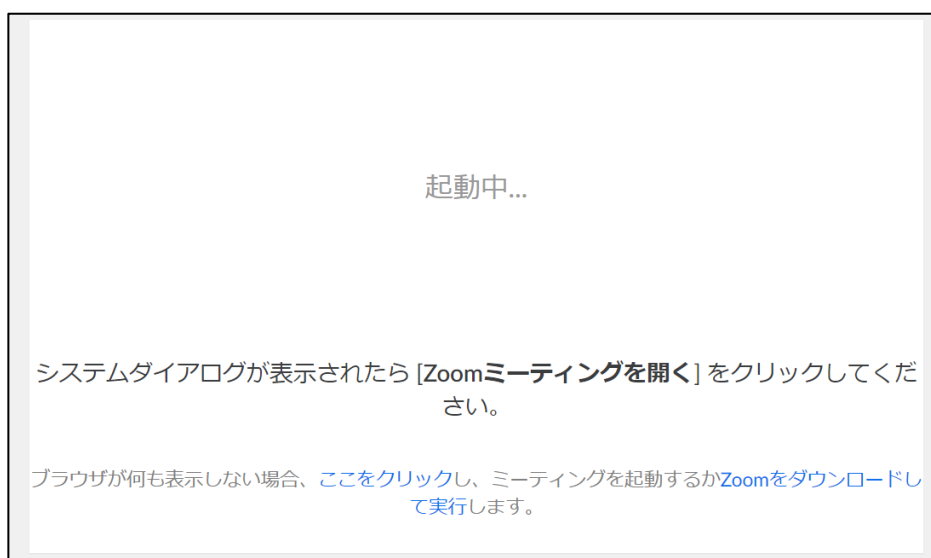 起動中...
システムダイアログが表示されたら [Zoomミーティングを開く] をクリックしてくだ
さい。
ブラウザが何も表示しない場合、ここをクリックし、ミーティングを起動するかZoomをダウンロードし
て実行します。